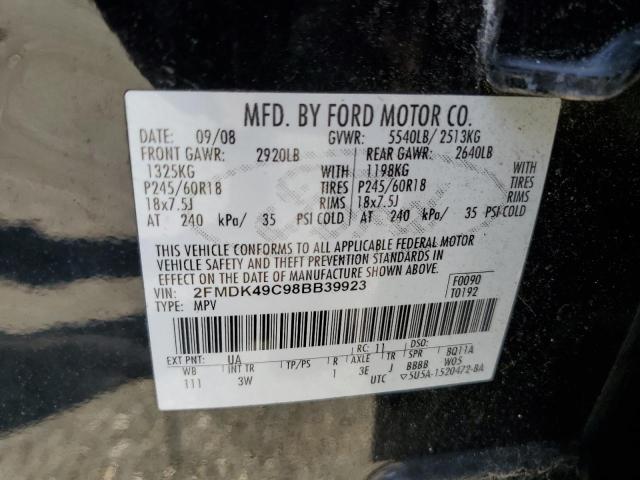 MFD. BY FORD MOTOR CO.
DATE: 09/08 GVWR: 5540LB/ 2513KG
FRONT GAWR: 2920LB REAR GAWR: 2640LB
1325KG WITH 1198KG WITH
P245/60R18 TIRES P245/60R18 TIRES
18x7.5J RIMS 18x7.5J RIMS
AT 240 kPa/ 35 PSI COLD AT 240 kPa/ 35 PSI COLD
THIS VEHICLE CONFORMS TO ALL APPLICABLE FEDERAL MOTOR
VEHICLE SAFETY AND THEFT PREVENTION STANDARDS IN
EFFECT ON THE DATE OF MANUFACTURE SHOWN ABOVE.
VIN: 2FMDK49C98BB39923 F0090
TYPE: MPV T0192
EXT PNT: UA RC: 11 DSO:
WB INT TR TP/PS R AXLE TR SPR BQ11A
111 3W 1 3E J BBBB W05
UTC ▽5U5A-1520472-BA